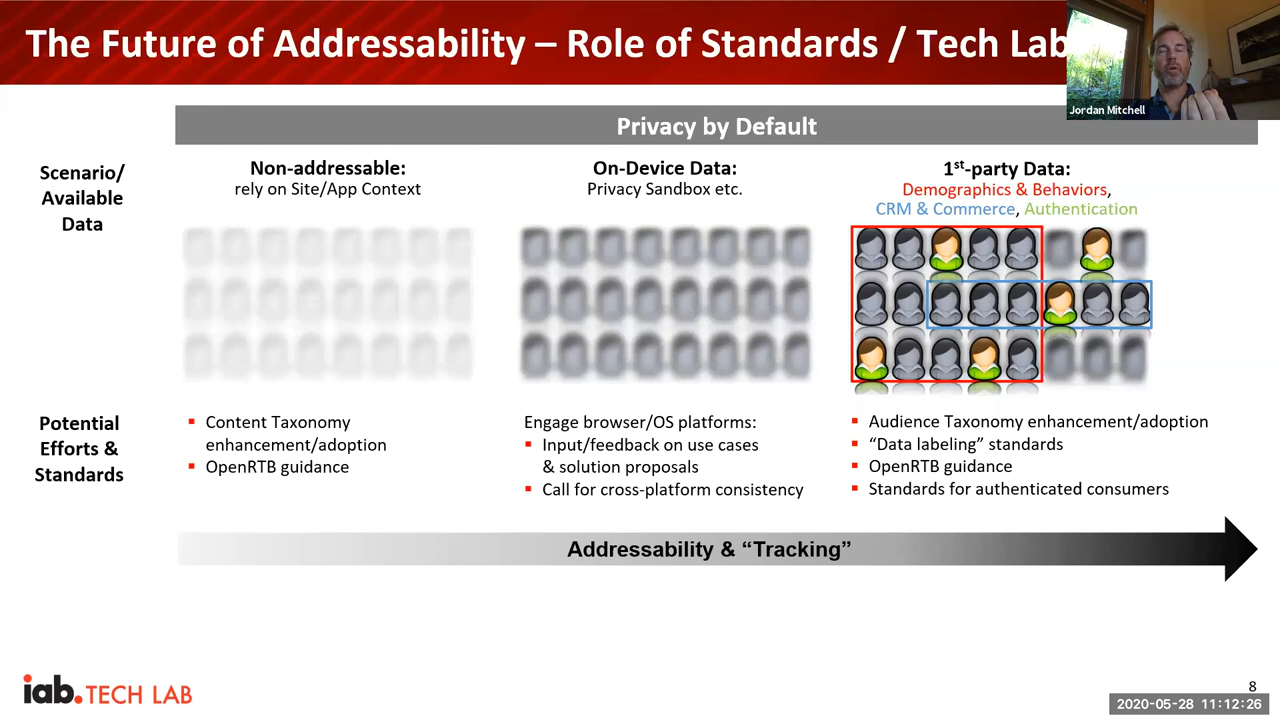 The Future of Addressability – Role of Standards / Tech Lab
Jordan Mitchell
Privacy by Default
Scenario/
Available
Data
Non-addressable:
rely on Site/App Context
On-Device Data:
Privacy Sandbox etc.
1st-party Data:
Demographics & Behaviors,
CRM & Commerce, Authentication
Potential
Efforts &
Standards
▪ Content Taxonomy
enhancement/adoption
▪ OpenRTB guidance
Engage browser/OS platforms:
▪ Input/feedback on use cases
& solution proposals
▪ Call for cross-platform consistency
▪ Audience Taxonomy enhancement/adoption
▪ “Data labeling” standards
▪ OpenRTB guidance
▪ Standards for authenticated consumers
Addressability & “Tracking”
iab. TECH LAB
8
2020-05-28 11:12:26